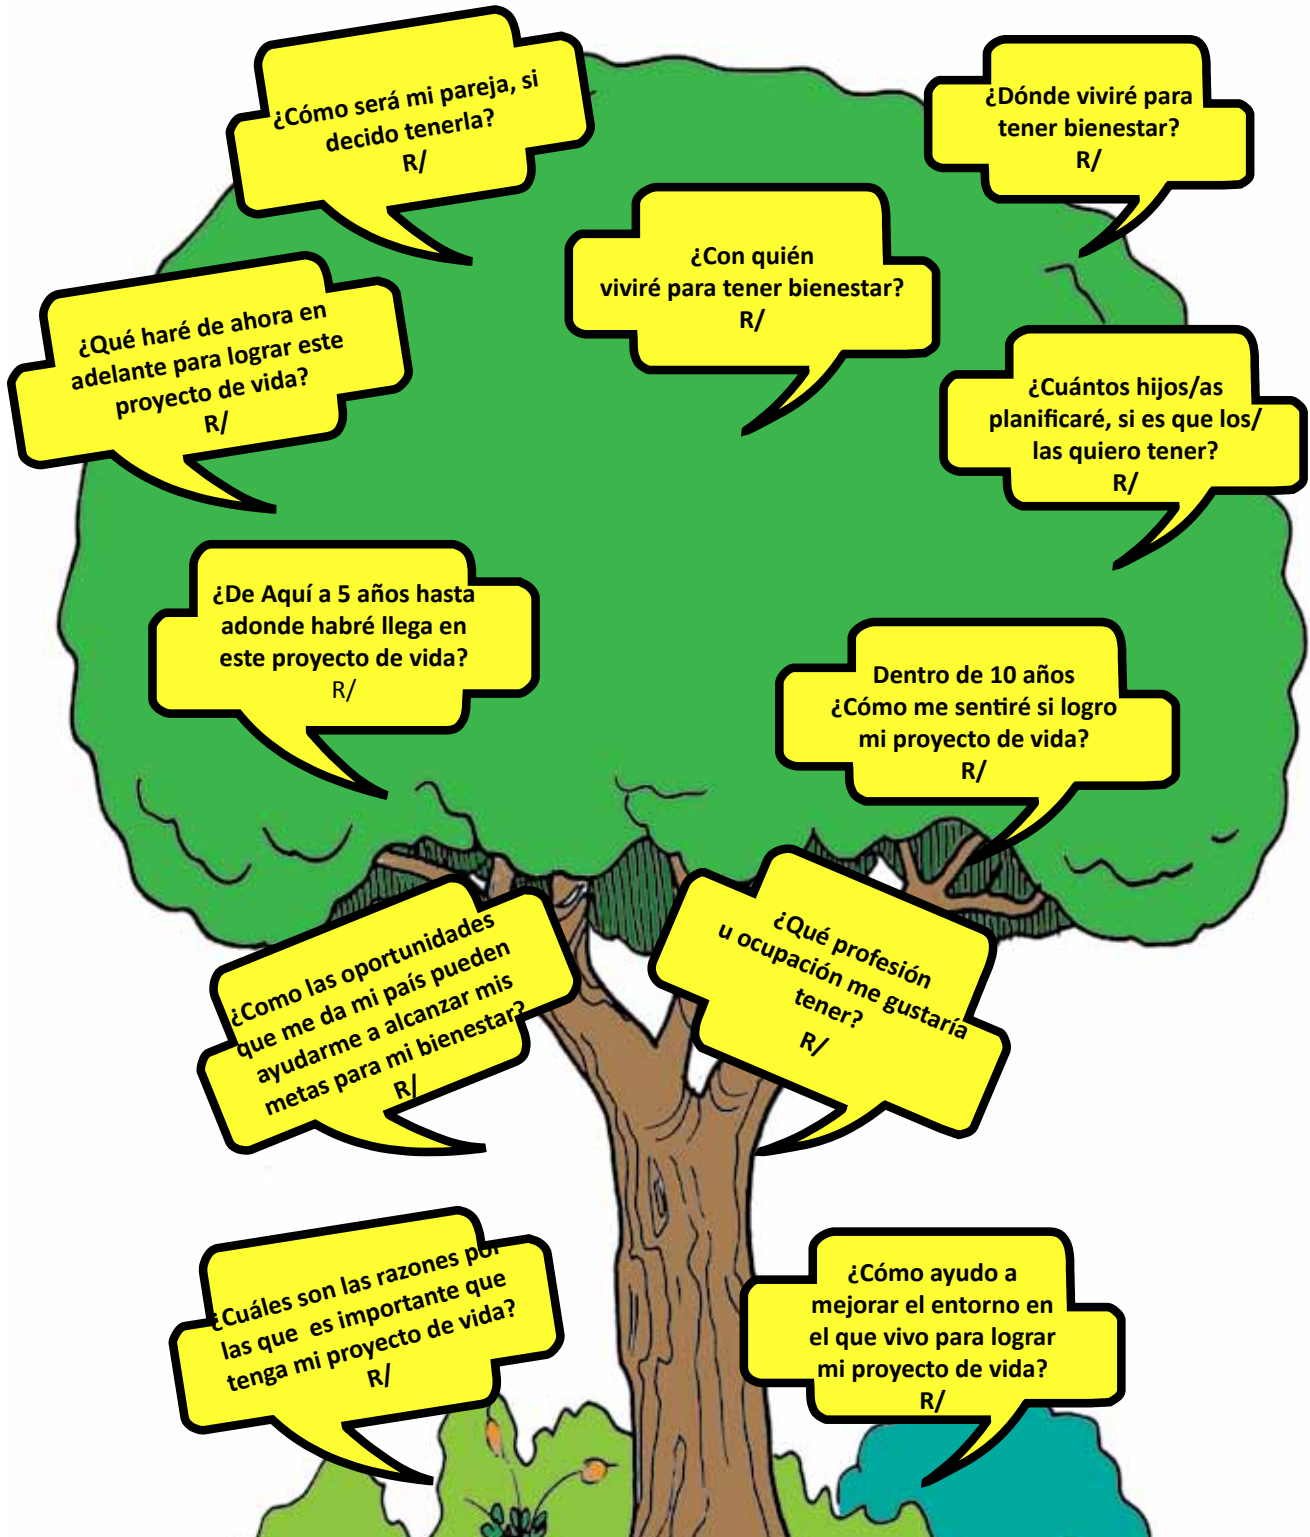 ¿Cómo será mi pareja, si
decido tenerla?
R/
¿Dónde viviré para
tener bienestar?
R/
¿Con quién
viviré para tener bienestar?
R/
¿Qué haré de ahora en
adelante para lograr este
proyecto de vida?
R/
¿Cuántos hijos/as
planificaré, si es que los/
las quiero tener?
R/
¿De Aquí a 5 años hasta
adonde habré llega en
este proyecto de vida?
R/
Dentro de 10 años
¿Cómo me sentiré si logro
mi proyecto de vida?
R/
¿Como las oportunidades
que me da mi país pueden
ayudarme a alcanzar mis
metas para mi bienestar?
R/
¿Qué profesión
u ocupación me gustaría
tener?
R/
¿Cuáles son las razones por
las que es importante que
tenga mi proyecto de vida?
R/
¿Cómo ayudo a
mejorar el entorno en
el que vivo para lograr
mi proyecto de vida?
R/